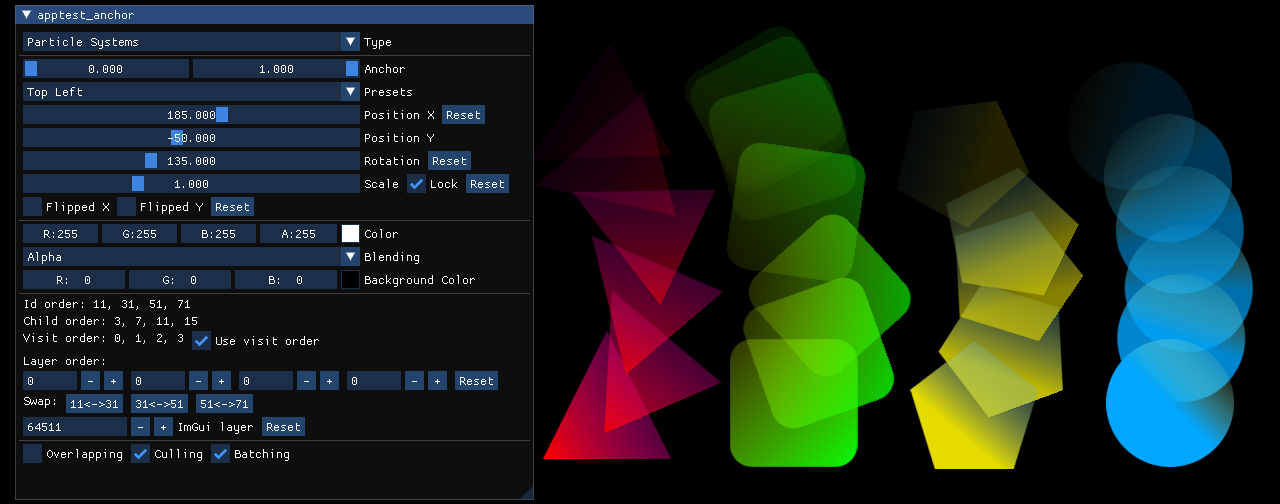 apptest_anchor
Particle Systems Type
0.000 1.000 Anchor
Top Left Presets
185.000 Position X Reset
-50.000 Position Y
135.000 Rotation Reset
1.000 Scale Lock Reset
Flipped X Flipped Y Reset
R:255 G:255 B:255 A:255 Color
Alpha Blending
R: 0 G: 0 B: 0 Background Color
Id order: 11, 31, 51, 71
Child order: 3, 7, 11, 15
Visit order: 0, 1, 2, 3 Use visit order
Layer order:
0 - + 0 - + 0 - + 0 - + Reset
Swap: 11<->31 31<->51 51<->71
64511 - + ImGui layer Reset
Overlapping Culling Batching